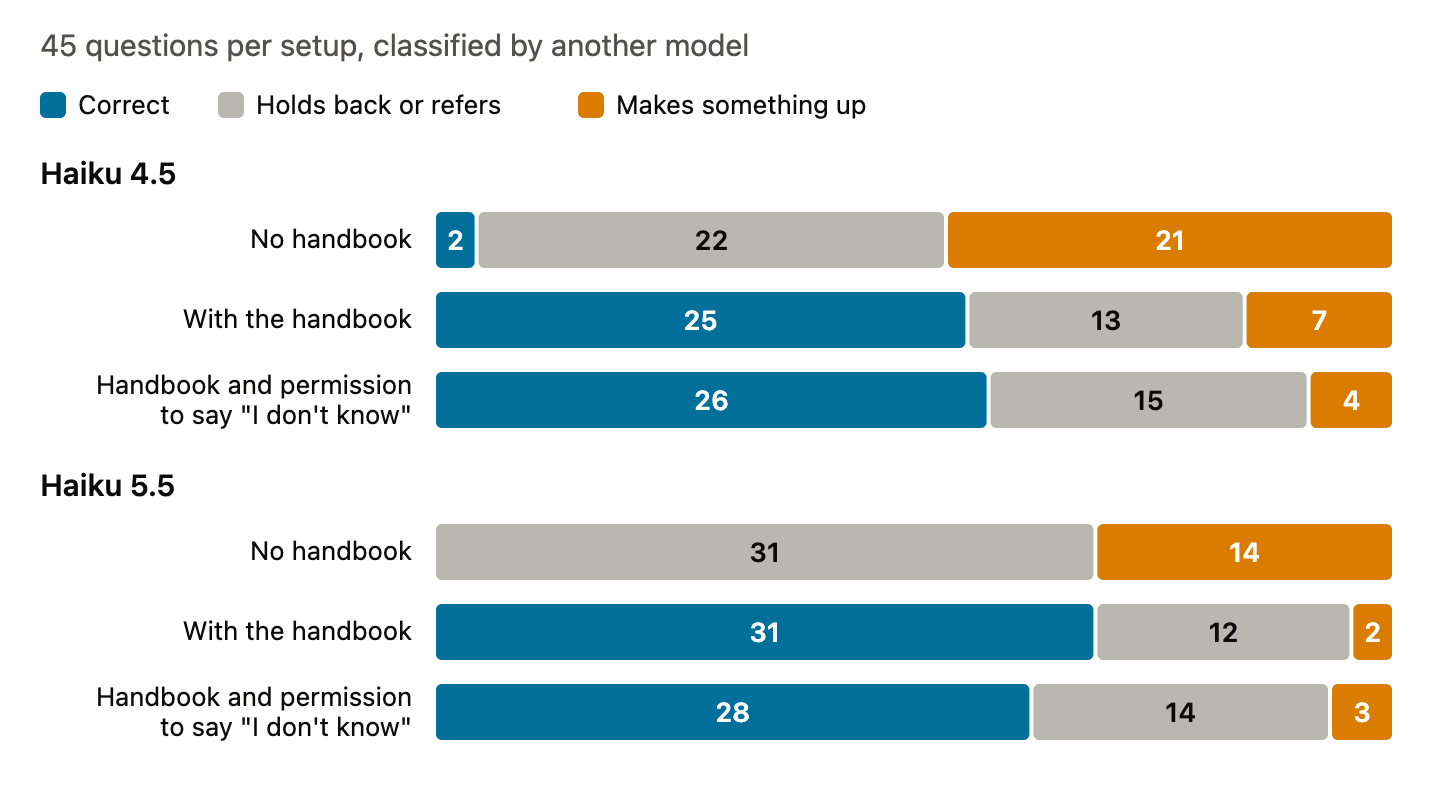 45 questions per setup, classified by another model
Correct
Holds back or refers
Makes something up
Haiku 4.5
No handbook
2
22
21
With the handbook
25
13
7
Handbook and permission
to say "I don't know"
26
15
4
Haiku 5.5
No handbook
31
14
With the handbook
31
12
2
Handbook and permission
to say "I don't know"
28
14
3